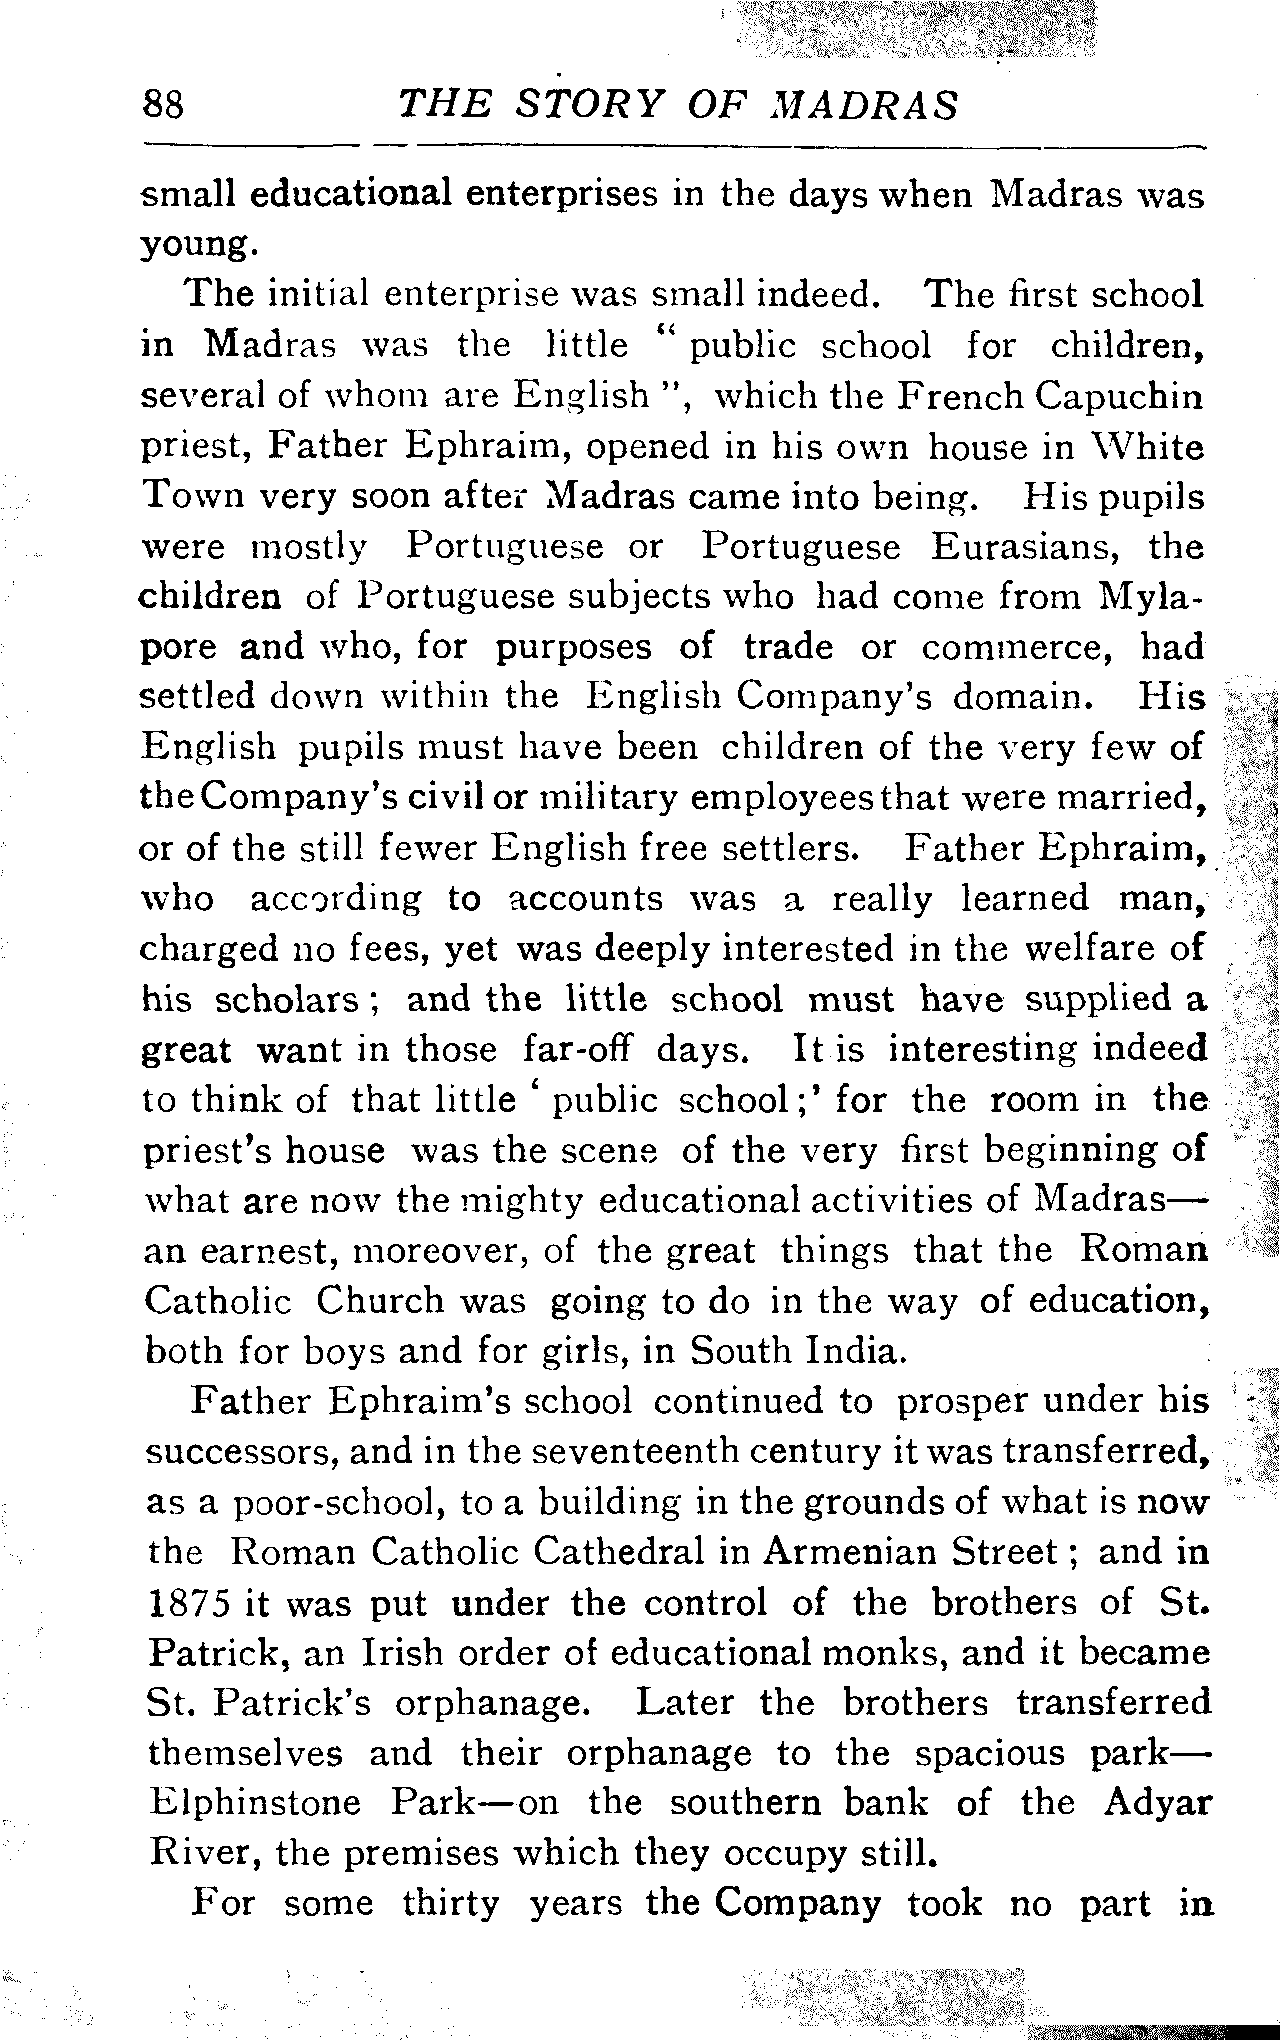 88 THE STORY OF MADRAS
small educational enterprises in the days when Madras was
young.
The initial enterprise was small indeed. The first school
in Madras was the little “ public school for children,
several of whom are English ”, which the French Capuchin
priest, Father Ephraim, opened in his own house in White
Town very soon after Madras came into being. His pupils
were mostly Portuguese or Portuguese Eurasians, the
children of Portuguese subjects who had come from Myla-
pore and who, for purposes of trade or commerce, had
settled down within the English Company's domain. His
English pupils must have been children of the very few of
the Company's civil or military employees that were married,
or of the still fewer English free settlers. Father Ephraim,
who according to accounts was a really learned man,
charged no fees, yet was deeply interested in the welfare of
his scholars ; and the little school must have supplied a
great want in those far-off days. It is interesting indeed
to think of that little ‘ public school ;’ for the room in the
priest's house was the scene of the very first beginning of
what are now the mighty educational activities of Madras—
an earnest, moreover, of the great things that the Roman
Catholic Church was going to do in the way of education,
both for boys and for girls, in South India.
Father Ephraim's school continued to prosper under his
successors, and in the seventeenth century it was transferred,
as a poor-school, to a building in the grounds of what is now
the Roman Catholic Cathedral in Armenian Street ; and in
1875 it was put under the control of the brothers of St.
Patrick, an Irish order of educational monks, and it became
St. Patrick's orphanage. Later the brothers transferred
themselves and their orphanage to the spacious park—
Elphinstone Park—on the southern bank of the Adyar
River, the premises which they occupy still.
For some thirty years the Company took no part in